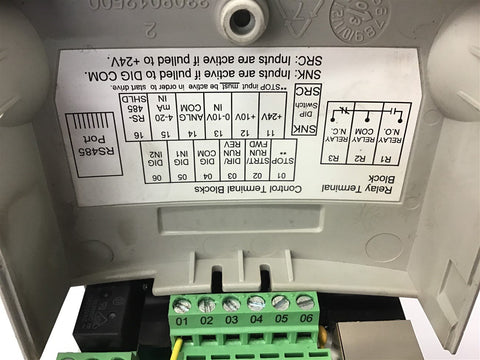 Relay Terminal
Block
R1 R2 R3
RELAY RELAY RELAY
N.O. COM N.C.
Control Terminal Blocks
01 02 03 04 05 06
STOP STRT/ DIR/ DIG DIG DIG
** RUN RUN COM IN1 IN2
FWD REV
11 12 13 14 15 16
+24V +10V 0-10V ANLG 4-20 RS-
IN COM mA 485
IN SHLD
RS485
Port
SNK
DIP
Switch
SRC
**STOP input must be active in order to start drive.
SNK: Inputs are active if pulled to DIG COM.
SRC: Inputs are active if pulled to +24V.
2
01 02 03 04 05 06